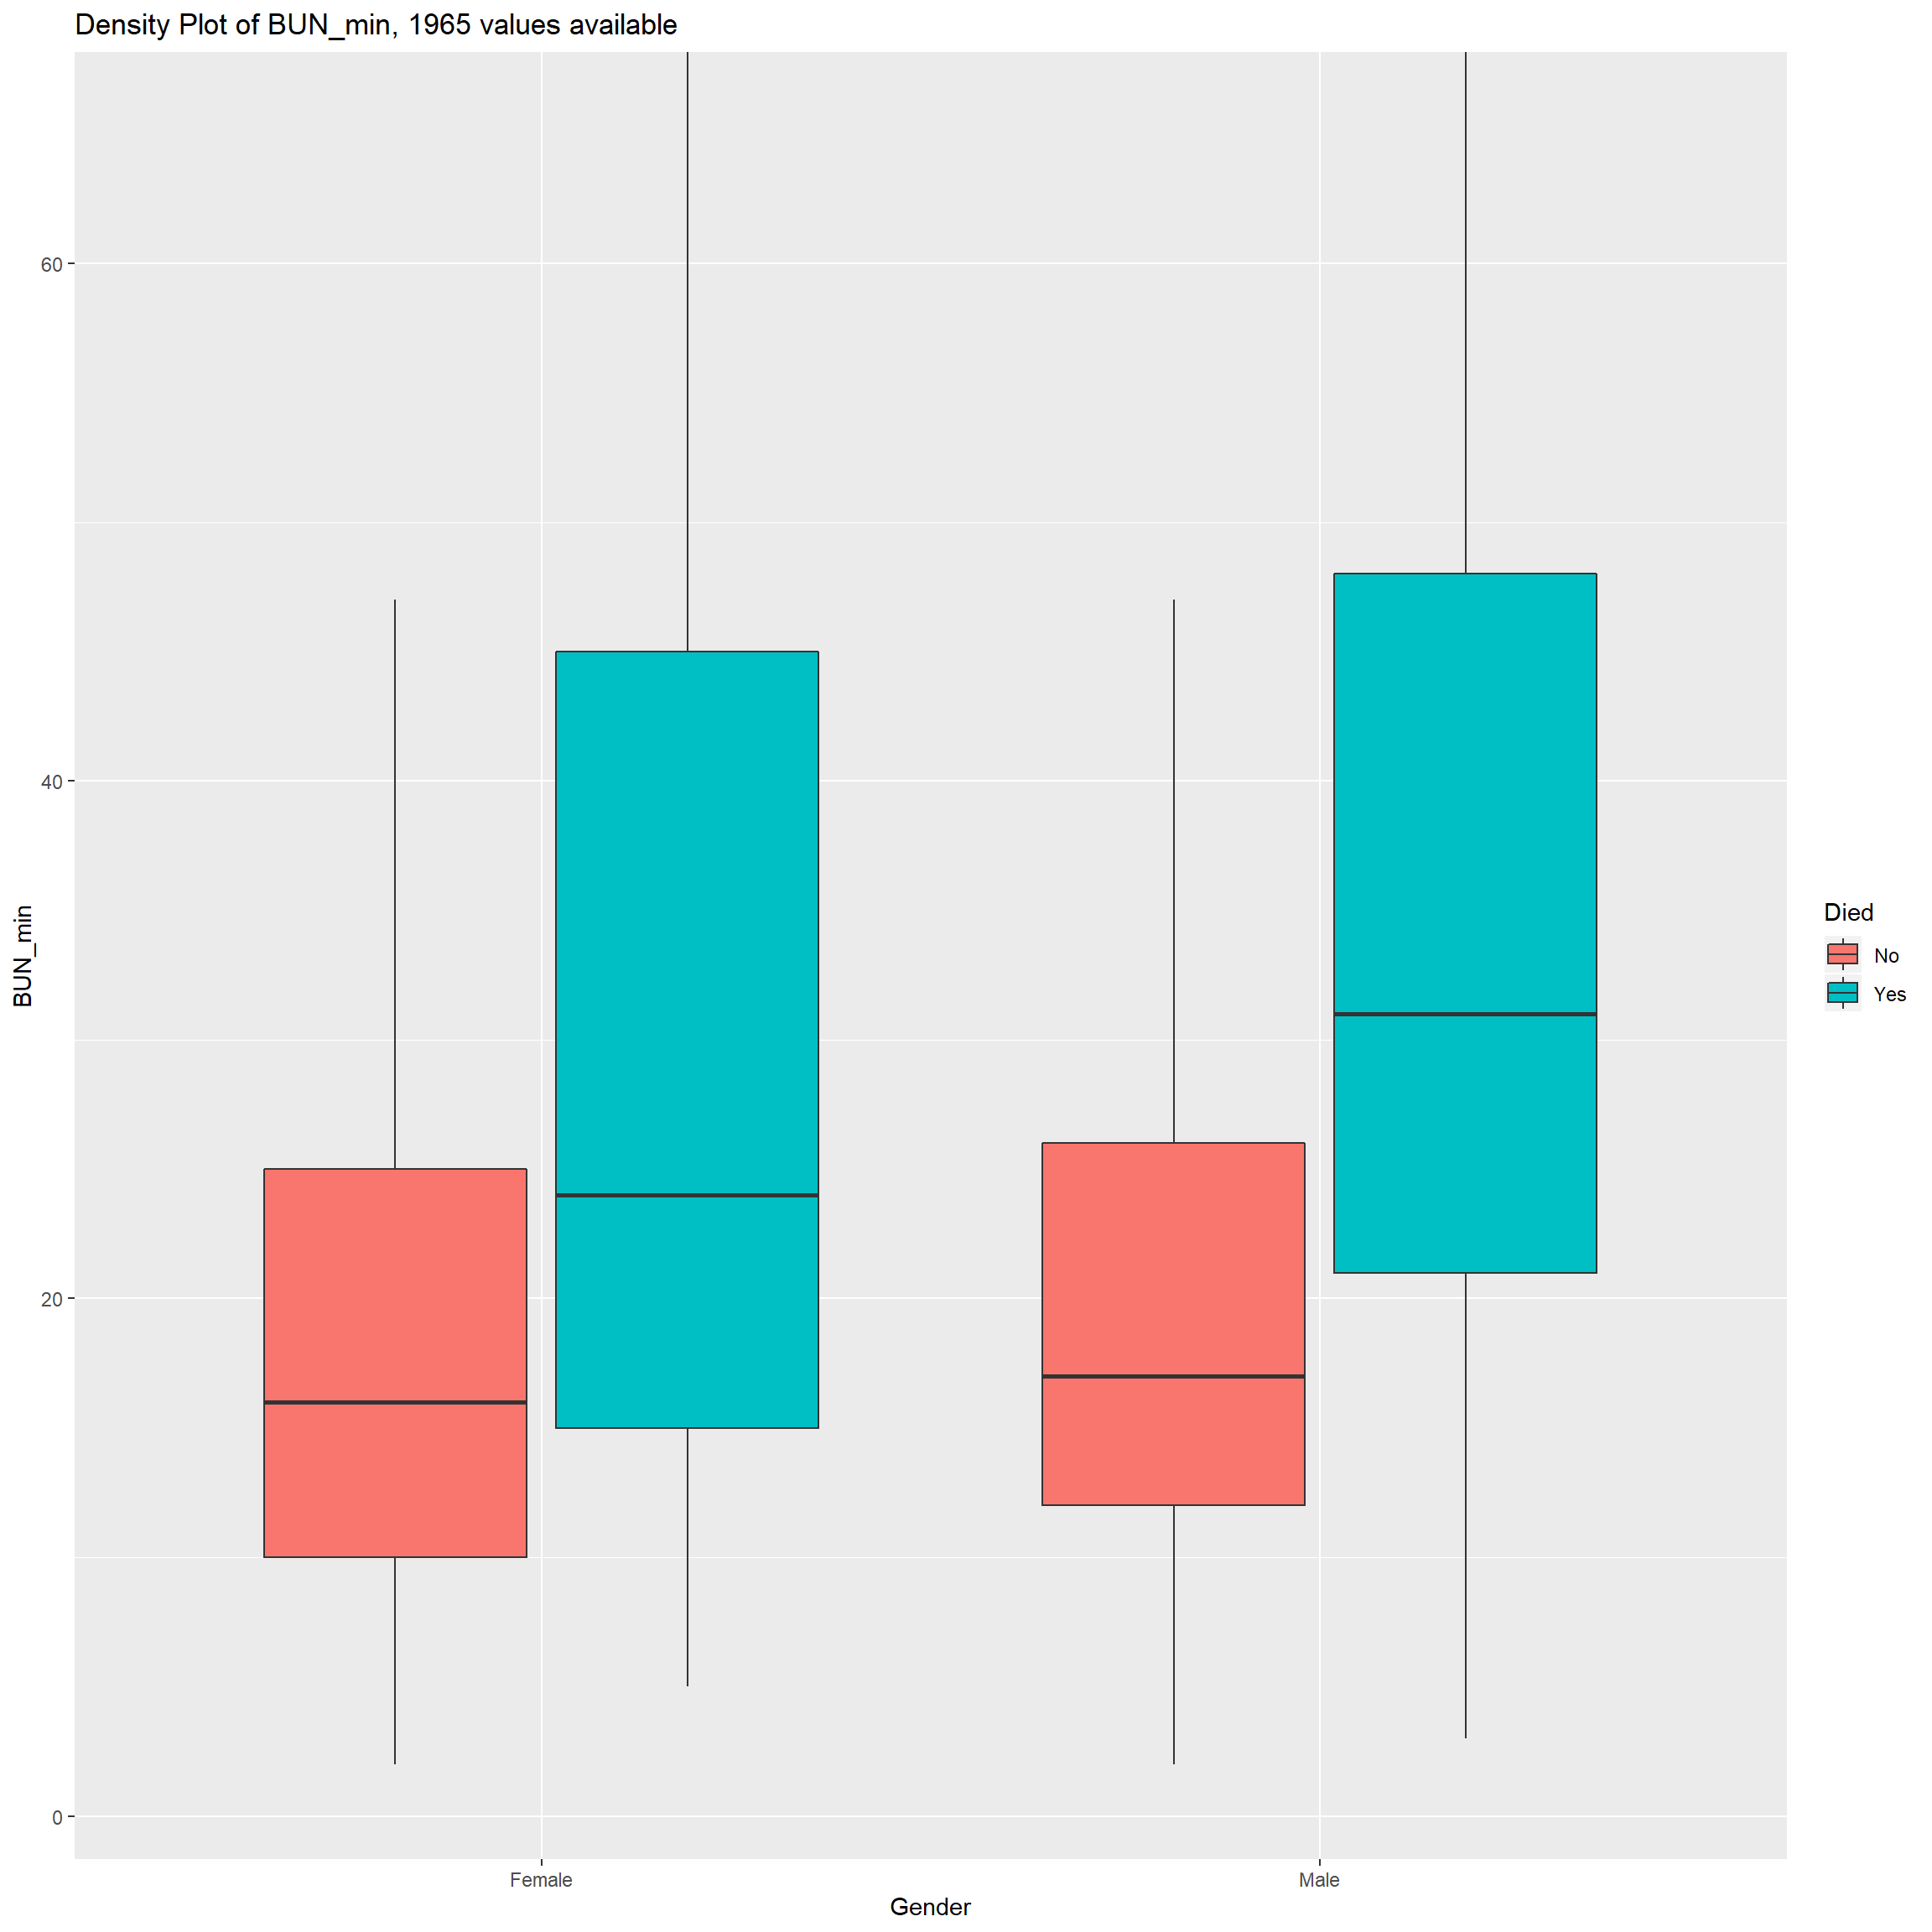 Density Plot of BUN_min, 1965 values available
60
40
20
0
BUN_min
Female
Male
Gender
Died
No
Yes